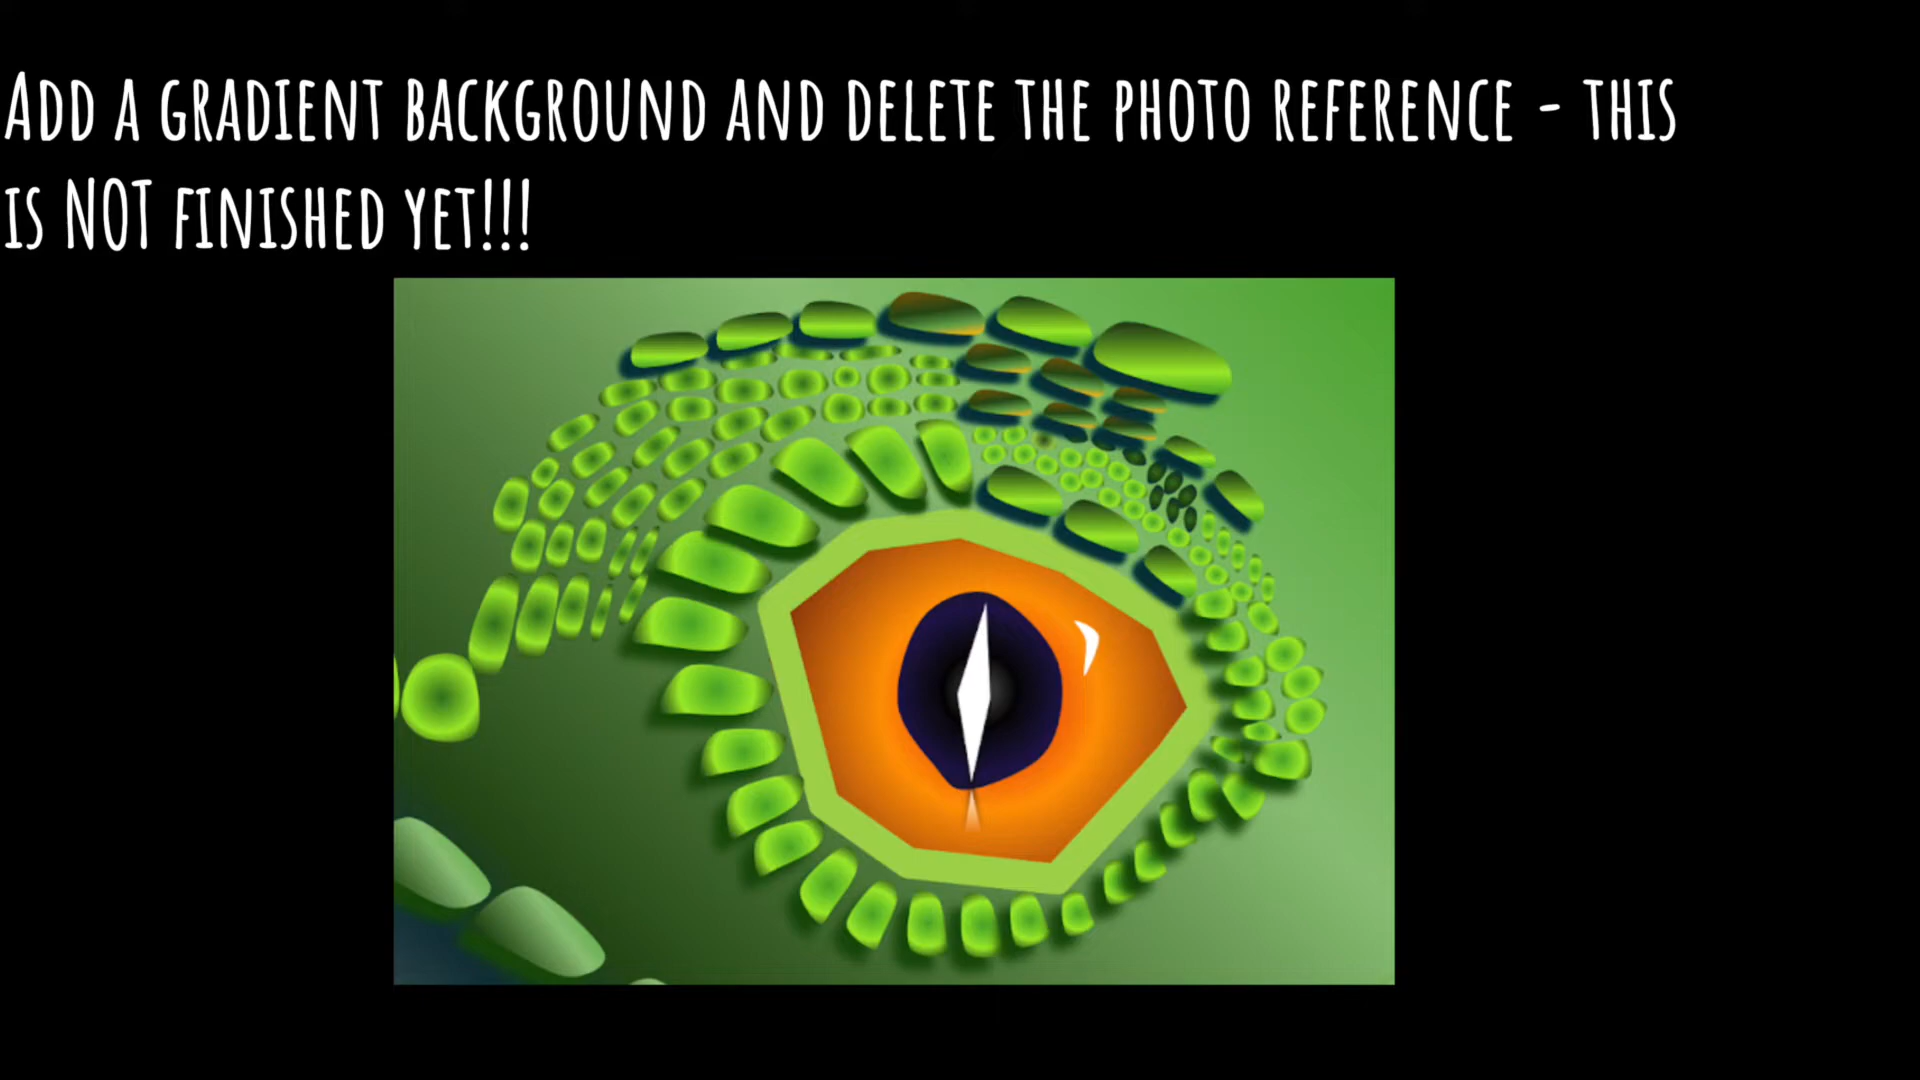 Add a gradient background and delete the photo reference - this
is NOT finished yet!!!